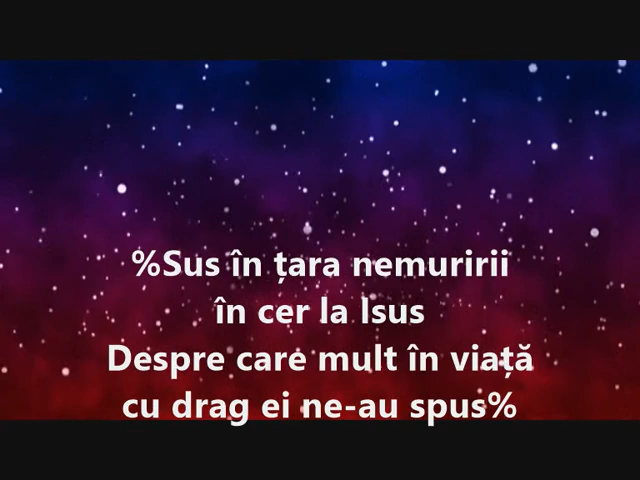 %Sus în țara nemuririi
în cer la Isus
Despre care mult în viață
cu drag ei ne-au spus%